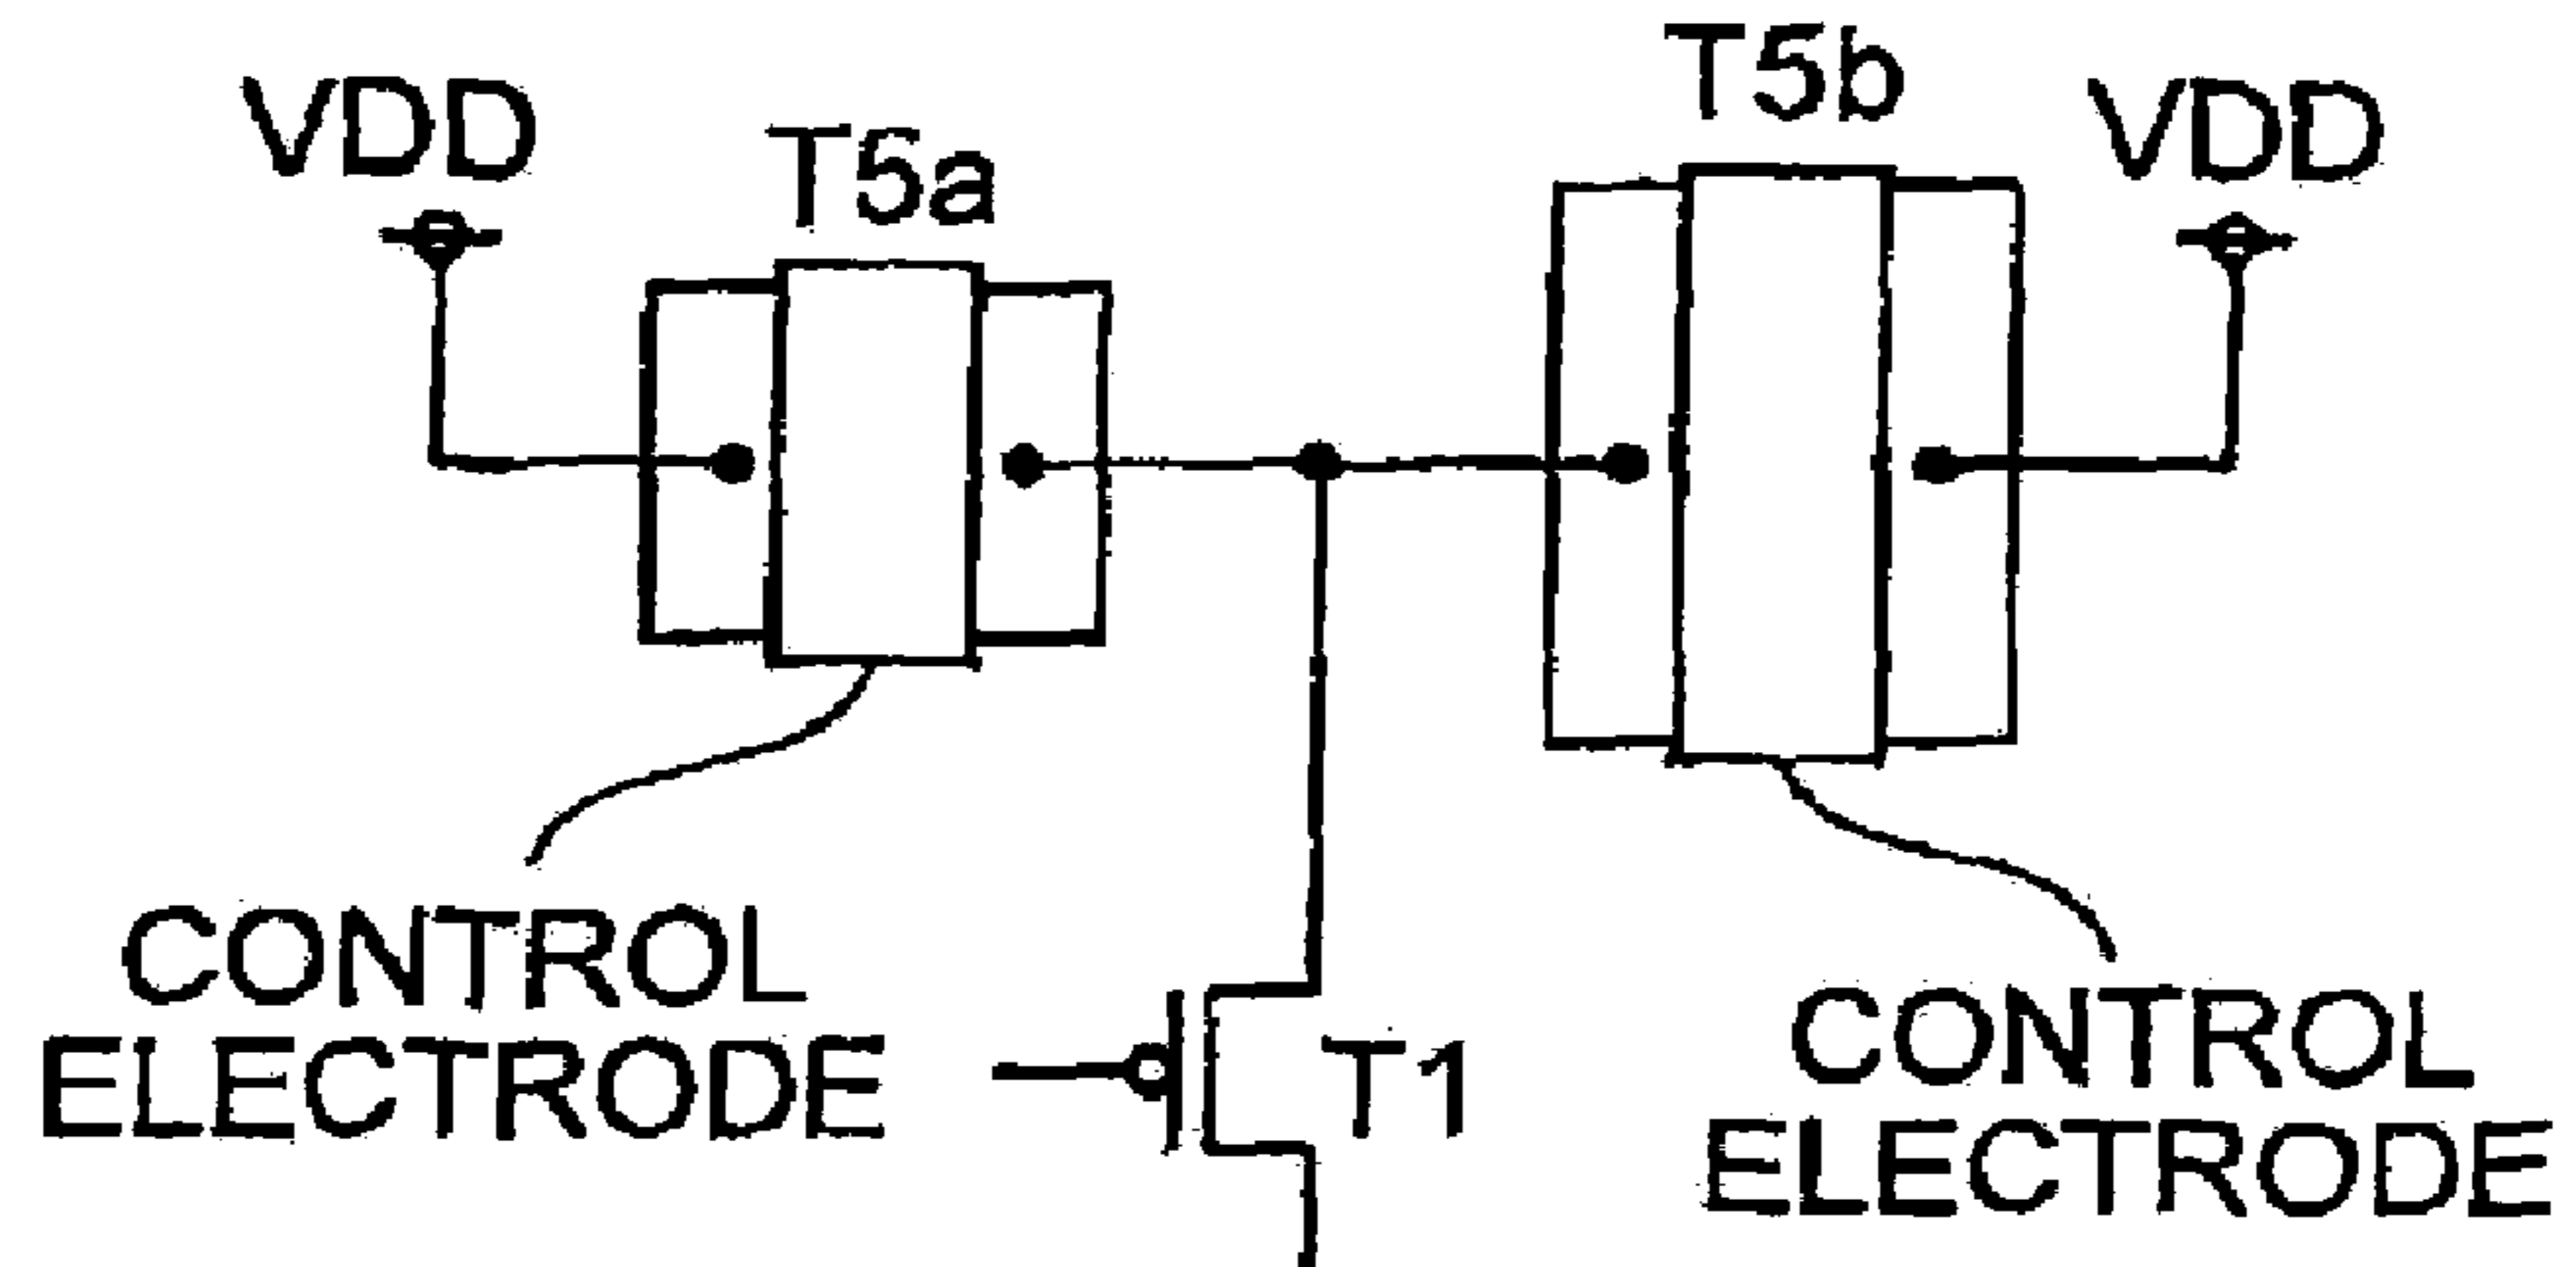 T5b
VDD
VDD
T5a
CONTROL
ELECTRODE
T1
CONTROL
ELECTRODE